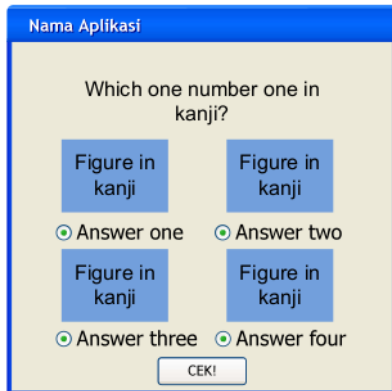 Nama Aplikasi
Which one number one in
kanji?
Figure in
kanji
Figure in
kanji
Answer one
Answer two
Figure in
kanji
Figure in
kanji
Answer three
Answer four
CEK!